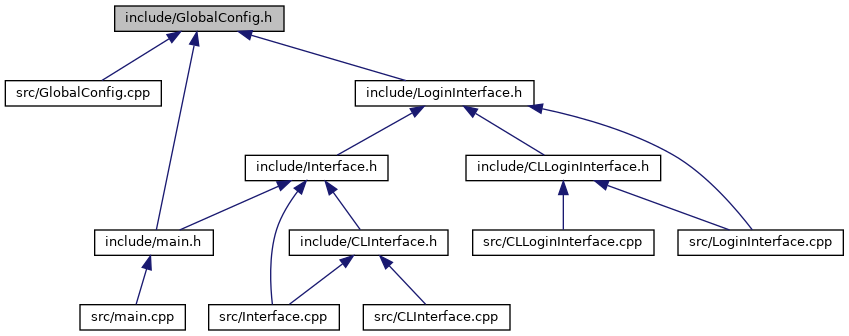 include/GlobalConfig.h
src/GlobalConfig.cpp
include/LoginInterface.h
include/Interface.h
include/CLLoginInterface.h
include/main.h
include/CLInterface.h
src/CLLoginInterface.cpp
src/LoginInterface.cpp
src/main.cpp
src/Interface.cpp
src/CLInterface.cpp